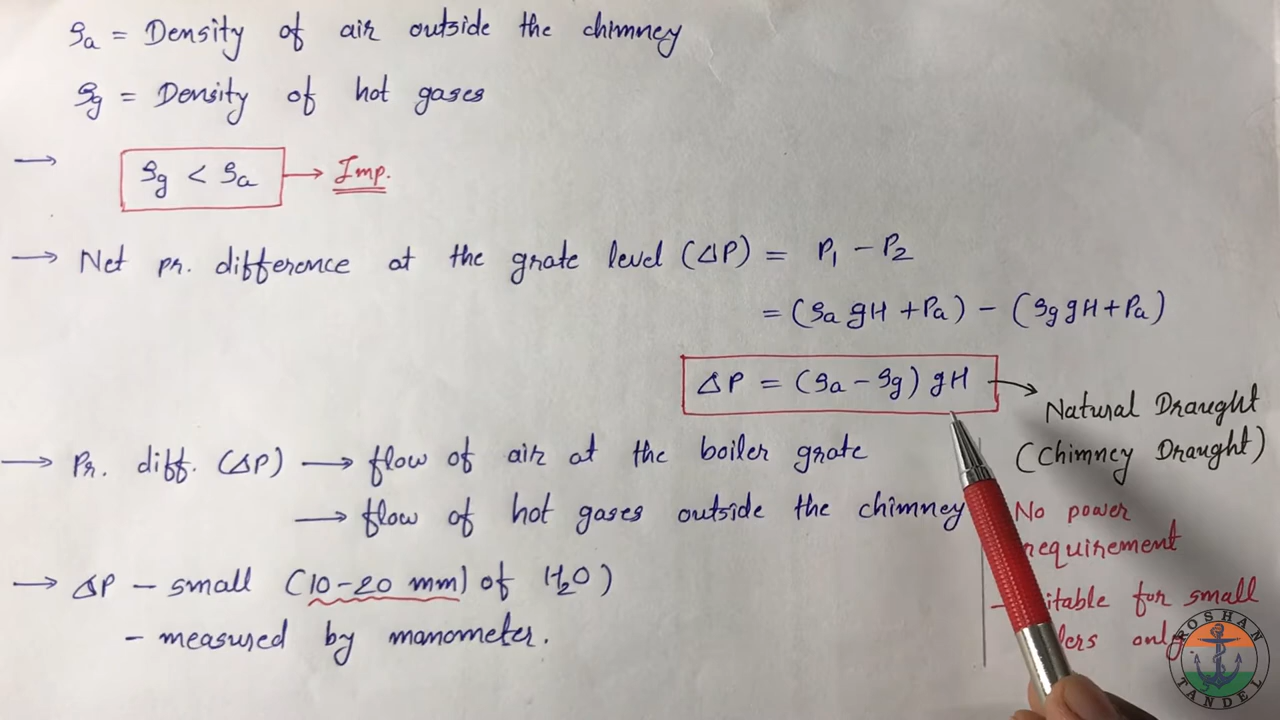 ρa = Density of air outside the chimney
ρg = Density of hot gases
→ ρg < ρa → Imp.
→ Net pr. difference at the grate level (ΔP) = P1 − P2
= (ρa gH + Pa) − (ρg gH + Pa)
ΔP = (ρa − ρg) gH → Natural Draught
(Chimney Draught)
→ Pr. diff. (ΔP) → flow of air at the boiler grate
→ flow of hot gases outside the chimney
No power
requirement
→ ΔP − small (10-20 mm) of H2O)
- measured by manometer.
for small
only
ROSHAN
TANDEL